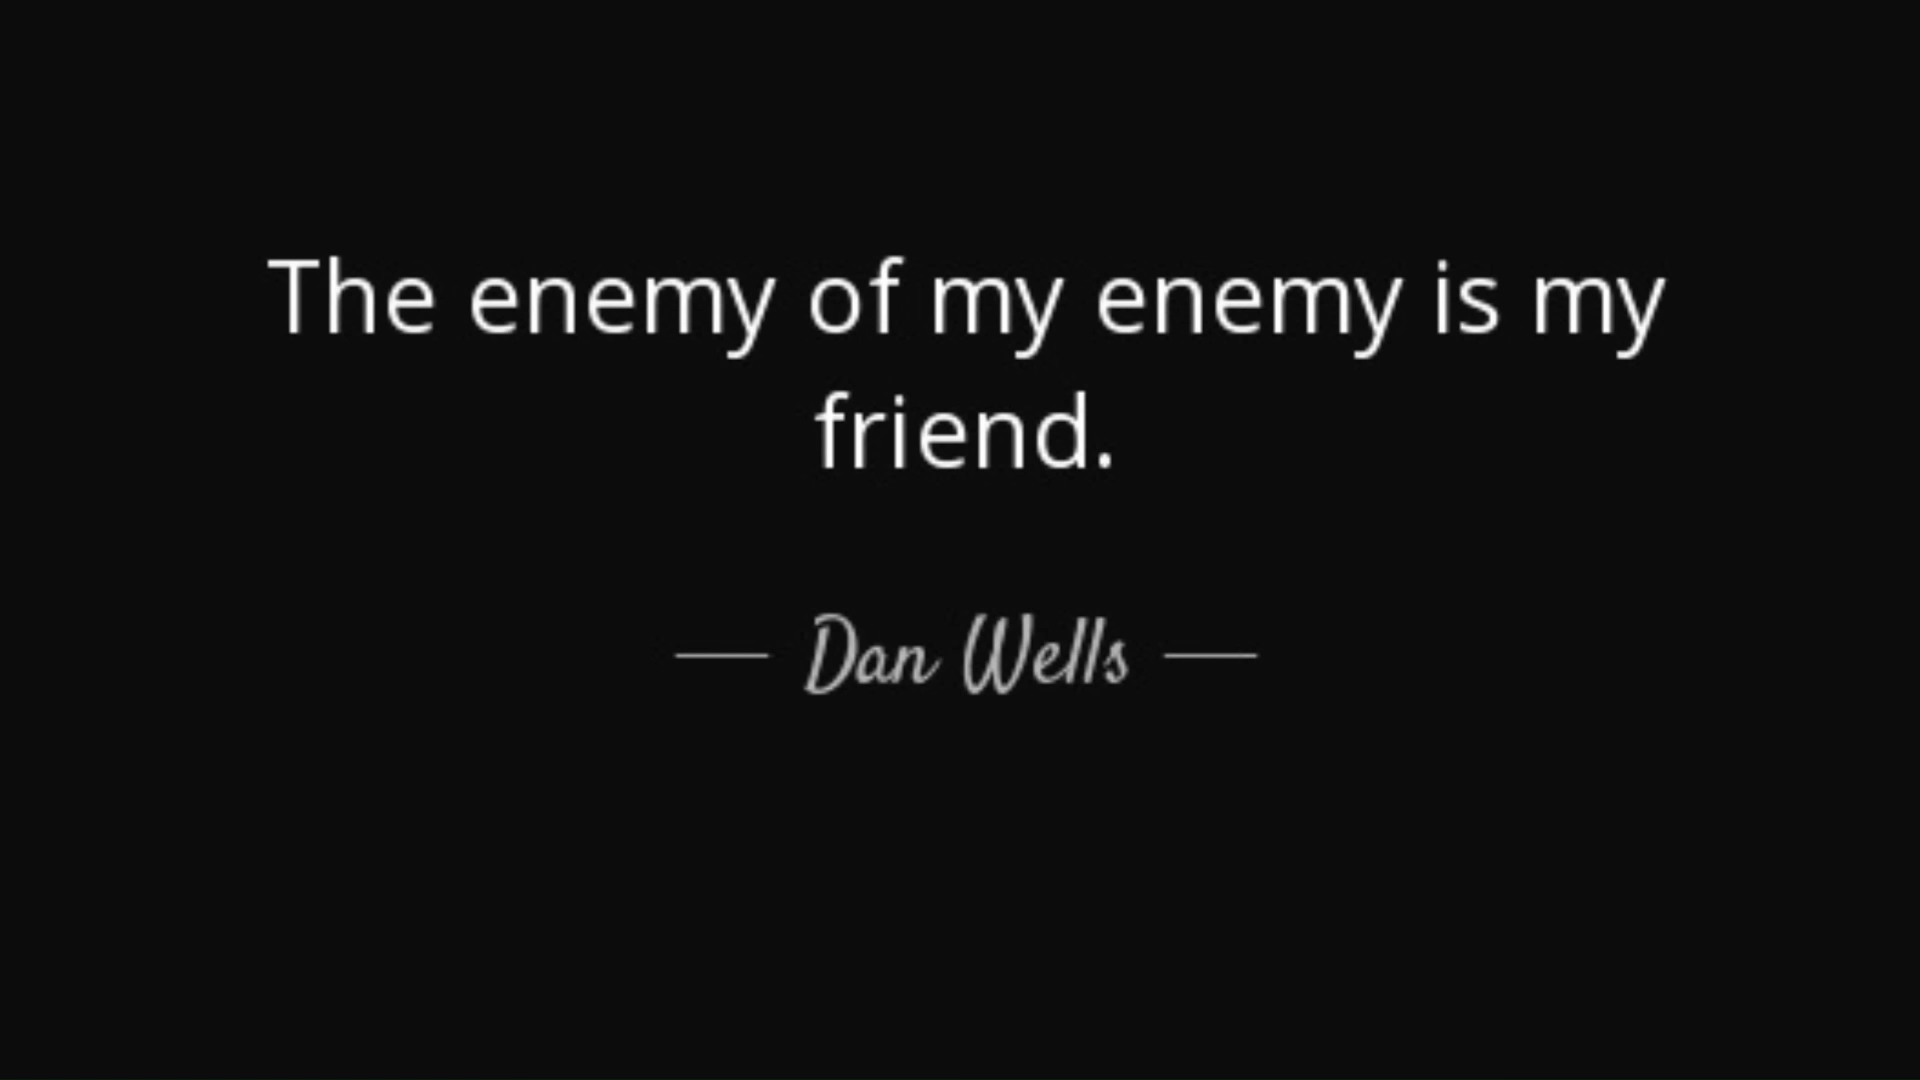 The enemy of my enemy is my
friend.
— Dan Wells —